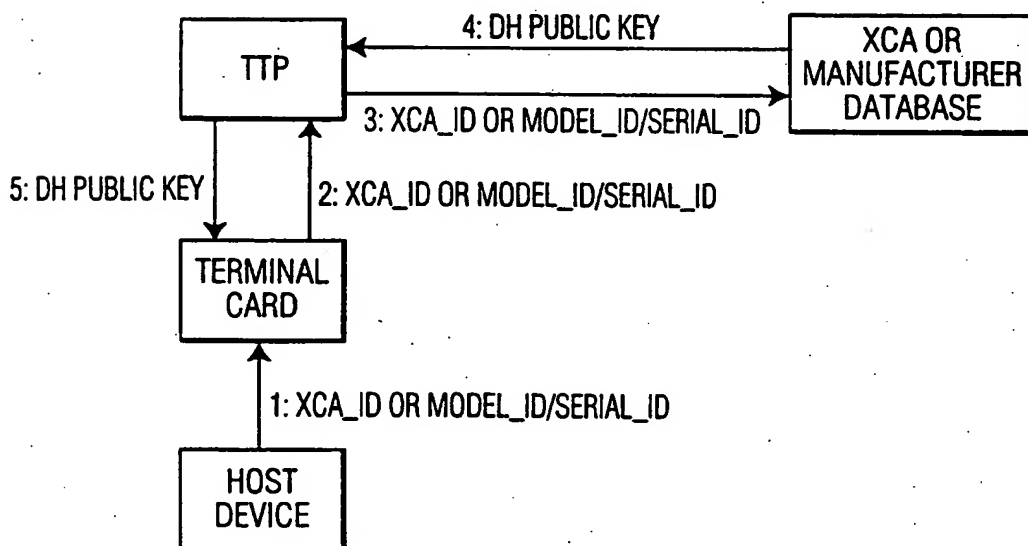 4: DH PUBLIC KEY
TTP
XCA OR
MANUFACTURER
DATABASE
3: XCA_ID OR MODEL_ID/SERIAL_ID
5: DH PUBLIC KEY
2: XCA_ID OR MODEL_ID/SERIAL_ID
TERMINAL
CARD
1: XCA_ID OR MODEL_ID/SERIAL_ID
HOST
DEVICE